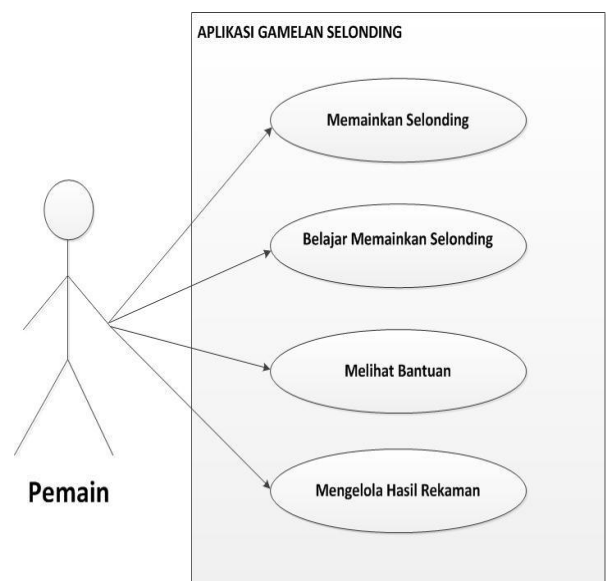 APLIKASI GAMELAN SELONDING
Memainkan Selonding
Belajar Memainkan Selonding
Melihat Bantuan
Mengelola Hasil Rekaman
Pemain